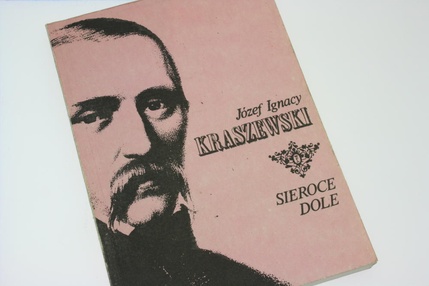 Józef Ignacy
KRASZEWSKI
SIEROCE
DOLE